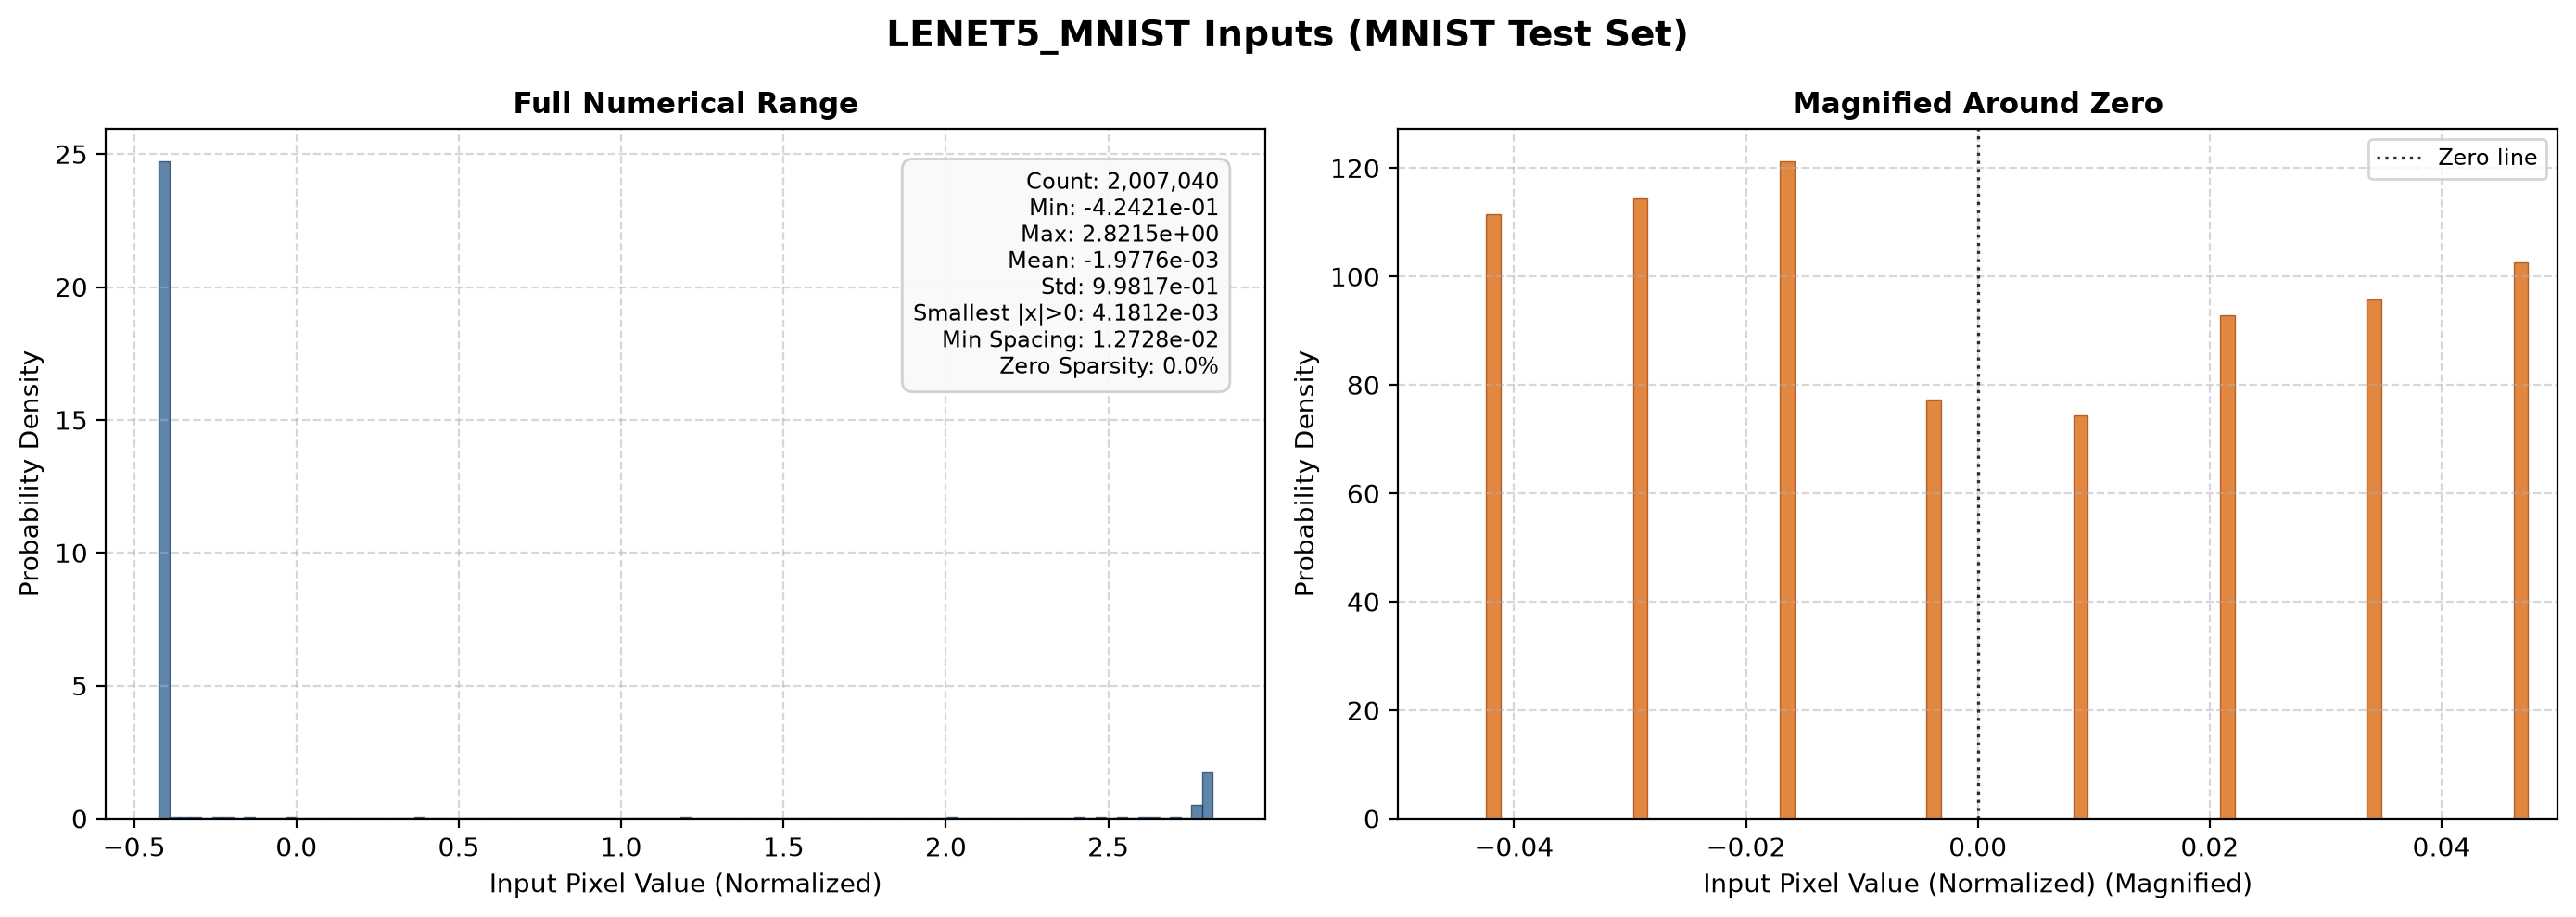 LENET5_MNIST Inputs (MNIST Test Set)
Full Numerical Range
Probability Density
25
20
15
10
5
0
Count: 2,007,040
Min: -4.2421e-01
Max: 2.8215e+00
Mean: -1.9776e-03
Std: 9.9817e-01
Smallest |x|>0: 4.1812e-03
Min Spacing: 1.2728e-02
Zero Sparsity: 0.0%
−0.5 0.0 0.5 1.0 1.5 2.0 2.5
Input Pixel Value (Normalized)
Magnified Around Zero
Probability Density
120
100
80
60
40
20
0
Zero line
−0.04 −0.02 0.00 0.02 0.04
Input Pixel Value (Normalized) (Magnified)